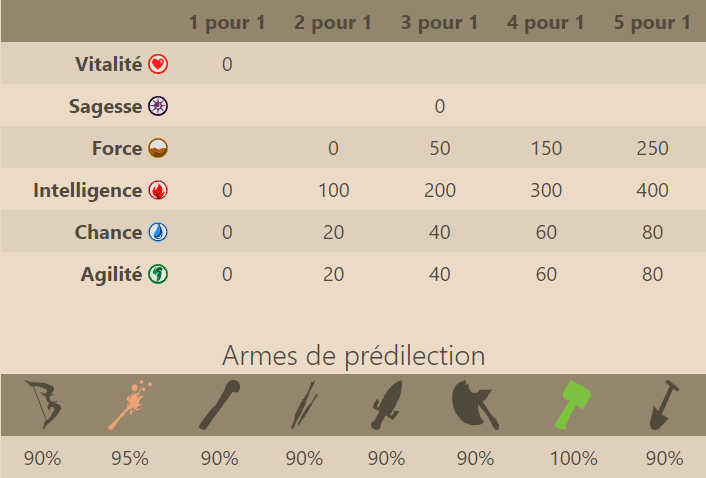 1 pour 1 2 pour 1 3 pour 1 4 pour 1 5 pour 1
Vitalité 0
Sagesse 0
Force 0 50 150 250
Intelligence 0 100 200 300 400
Chance 0 20 40 60 80
Agilité 0 20 40 60 80
Armes de prédilection
90% 95% 90% 90% 90% 90% 100% 90%